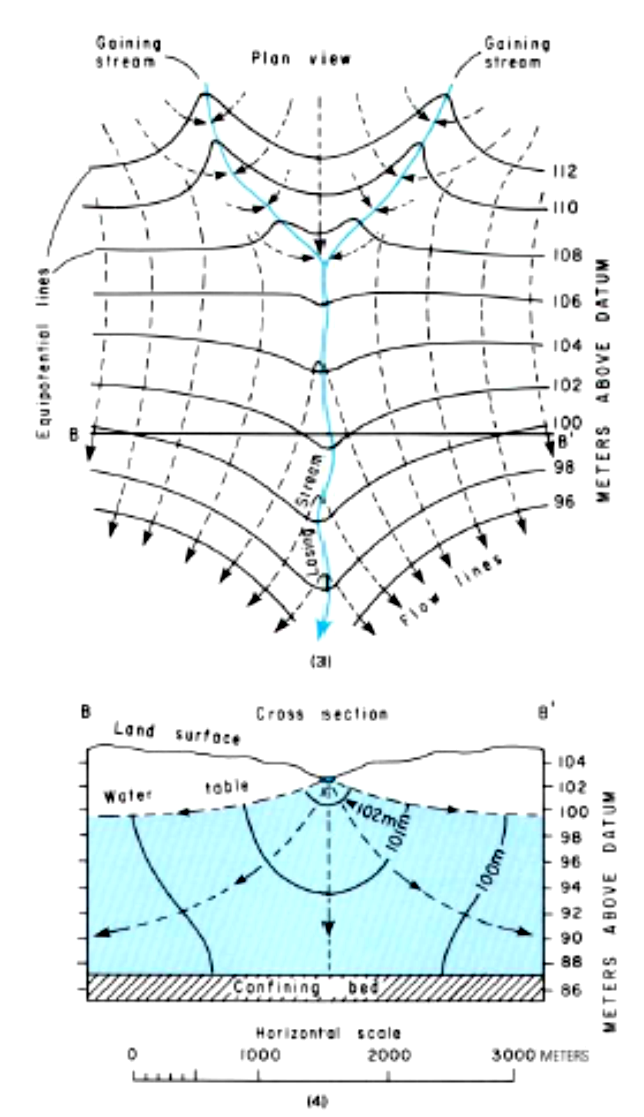 Gaining
stream
Plan view
Gaining
stream
112
110
108
106
104
102
100
98
96
METERS ABOVE DATUM
Equipotential lines
B
B'
Losing Stream
Flow lines
(3)
B
Cross section
B'
Land surface
Water table
102m
101m
100m
104
102
100
98
96
94
92
90
88
86
METERS ABOVE DATUM
Confining bed
Horizontal scale
0 1000 2000 3000 METERS
(4)